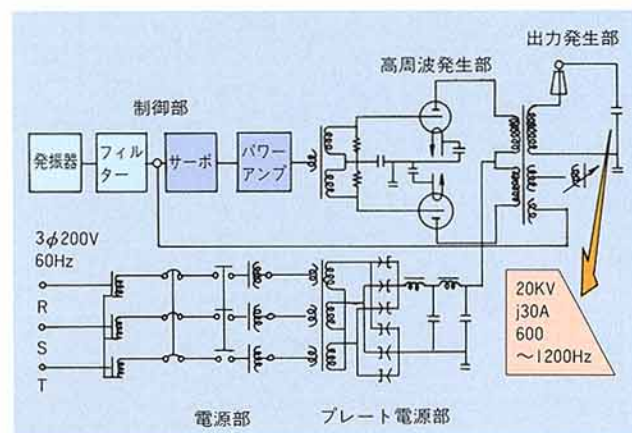 出力発生部
高周波発生部
制御部
発振器
フィル
ター
サーボ
パワー
アンプ
3φ200V
60Hz
R
S
T
20KV
j30A
600
～1200Hz
電源部
プレート電源部